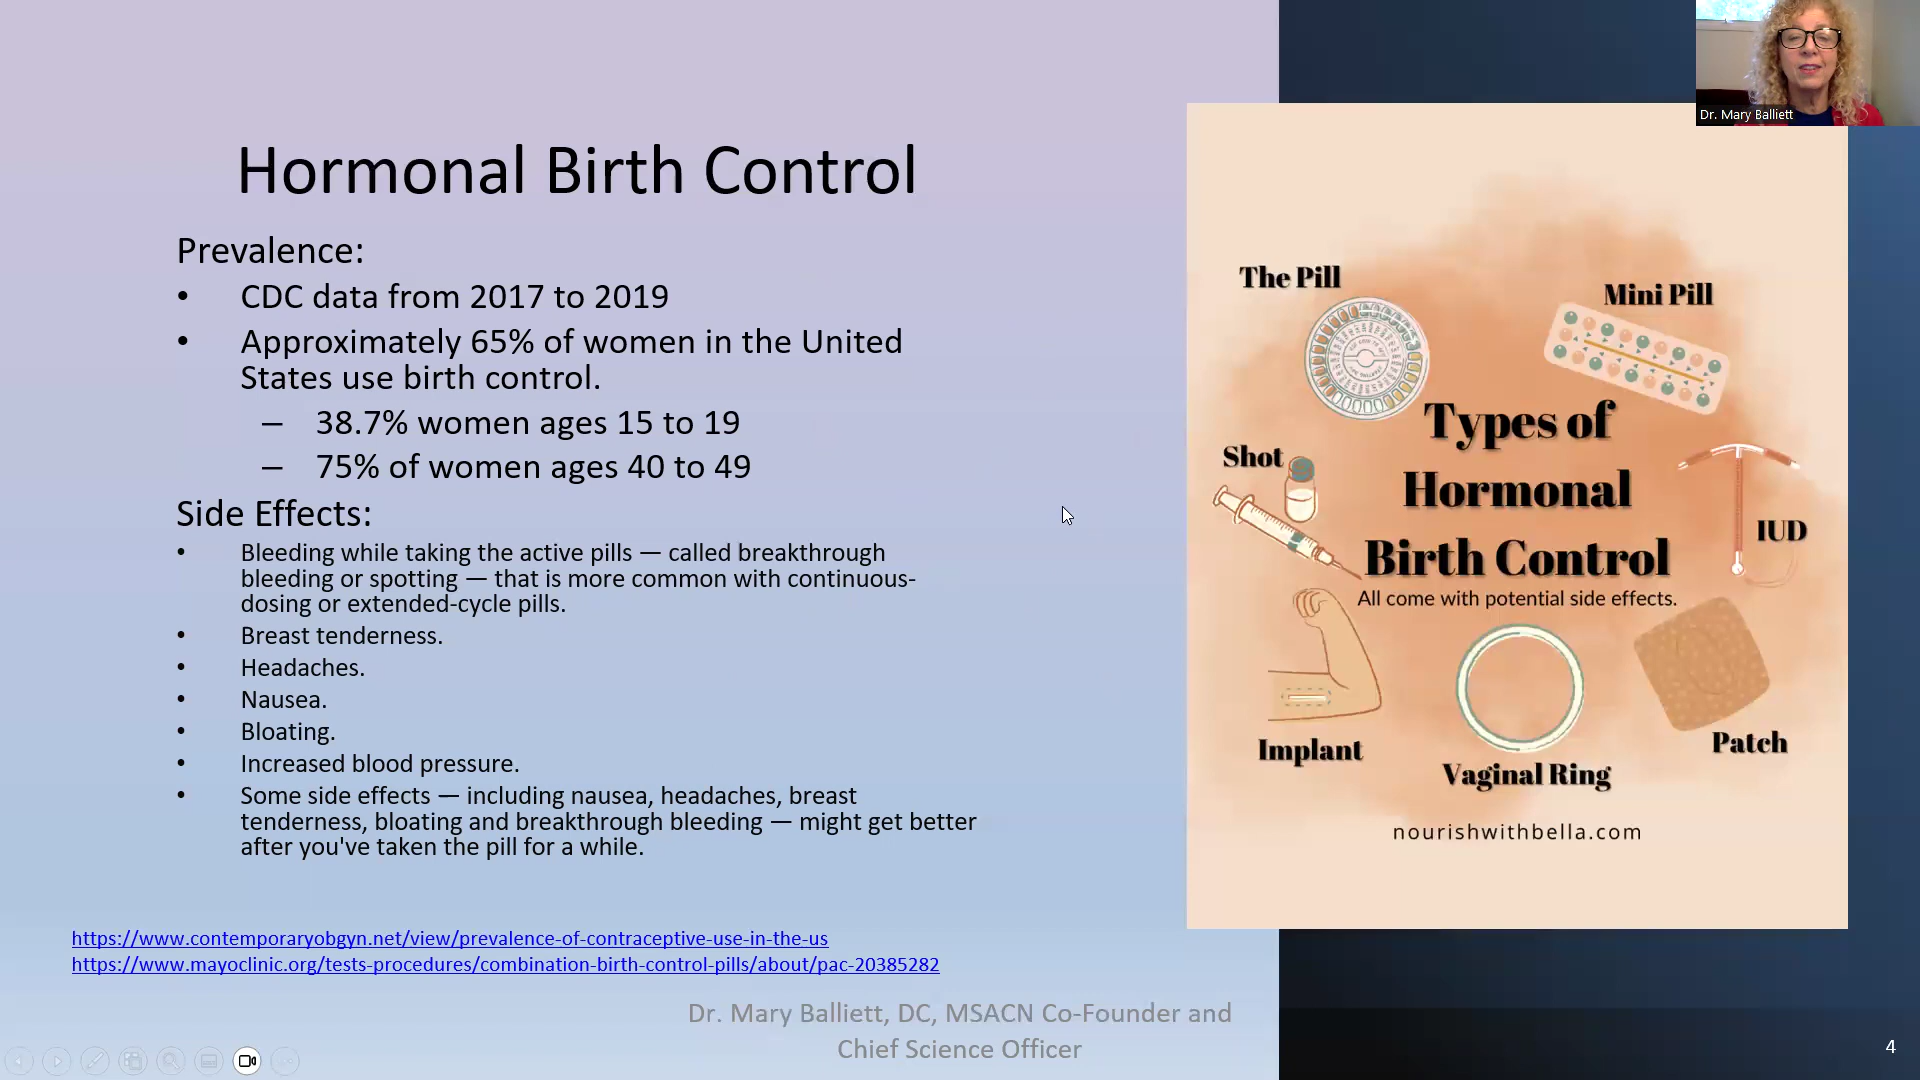 Dr. Mary Balliett
Hormonal Birth Control
Prevalence:
• CDC data from 2017 to 2019
• Approximately 65% of women in the United
States use birth control.
– 38.7% women ages 15 to 19
– 75% of women ages 40 to 49
Side Effects:
• Bleeding while taking the active pills — called breakthrough
bleeding or spotting — that is more common with continuous-
dosing or extended-cycle pills.
• Breast tenderness.
• Headaches.
• Nausea.
• Bloating.
• Increased blood pressure.
• Some side effects — including nausea, headaches, breast
tenderness, bloating and breakthrough bleeding — might get better
after you've taken the pill for a while.
https://www.contemporaryobgyn.net/view/prevalence-of-contraceptive-use-in-the-us
https://www.mayoclinic.org/tests-procedures/combination-birth-control-pills/about/pac-20385282
The Pill
Mini Pill
Types of
Hormonal
Birth Control
All come with potential side effects.
Shot
IUD
Implant
Vaginal Ring
Patch
nourishwithbella.com
Dr. Mary Balliett, DC, MSACN Co-Founder and
Chief Science Officer
4